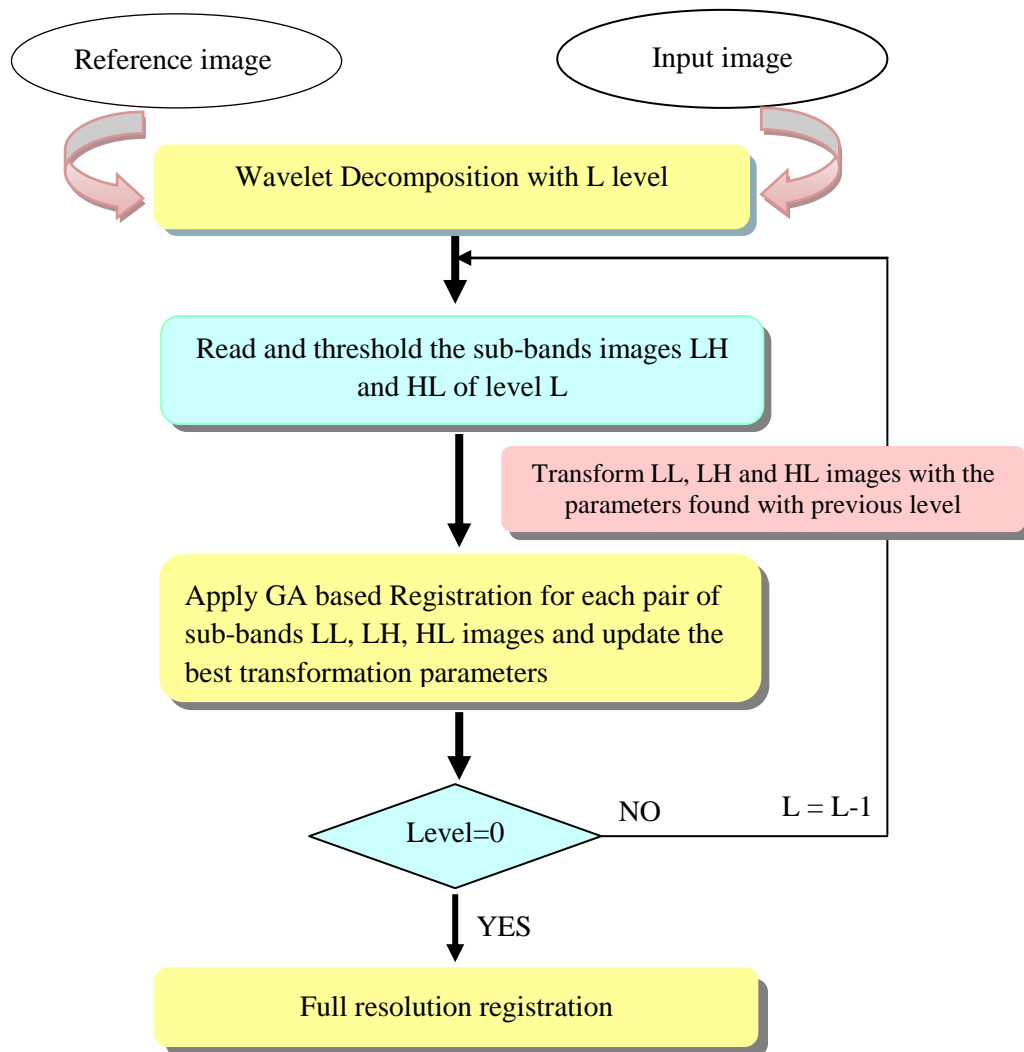 Reference image
Input image
Wavelet Decomposition with L level
Read and threshold the sub-bands images LH
and HL of level L
Transform LL, LH and HL images with the
parameters found with previous level
Apply GA based Registration for each pair of
sub-bands LL, LH, HL images and update the
best transformation parameters
Level=0
NO
L = L-1
YES
Full resolution registration